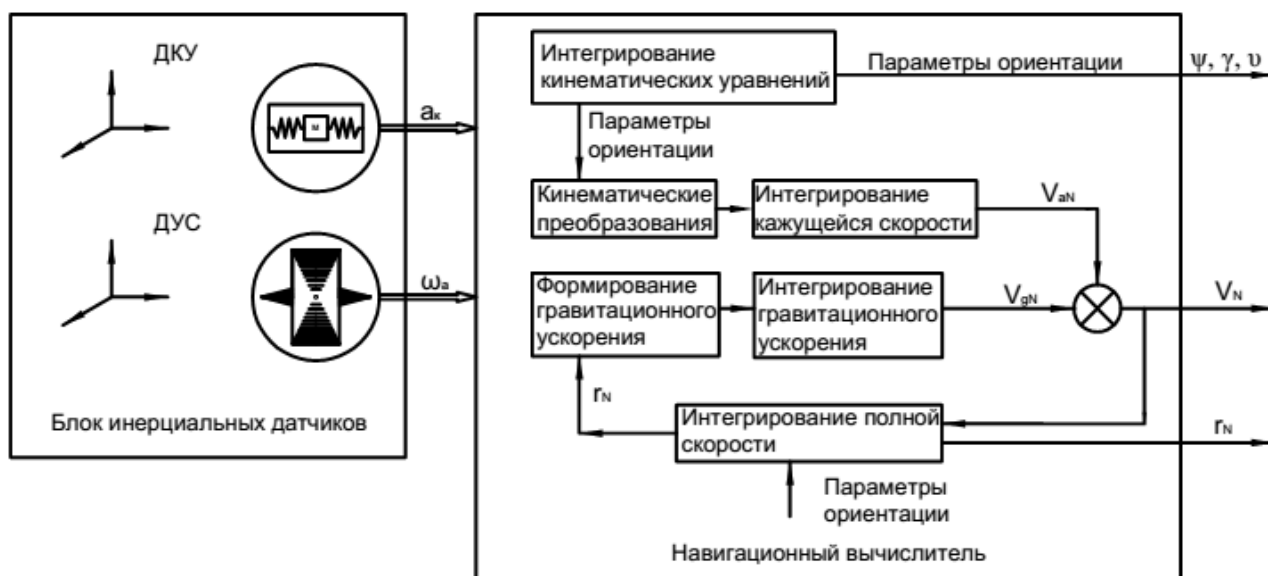 ДКУ
aк
ДУС
ωa
Блок инерциальных датчиков
Интегрирование
кинематических уравнений
Параметры ориентации
ψ, γ, υ
Параметры
ориентации
Кинематические
преобразования
Интегрирование
кажущейся скорости
VaN
Формирование
гравитационного
ускорения
Интегрирование
гравитационного
ускорения
VgN
VN
rN
Интегрирование полной
скорости
rN
Параметры
ориентации
Навигационный вычислитель